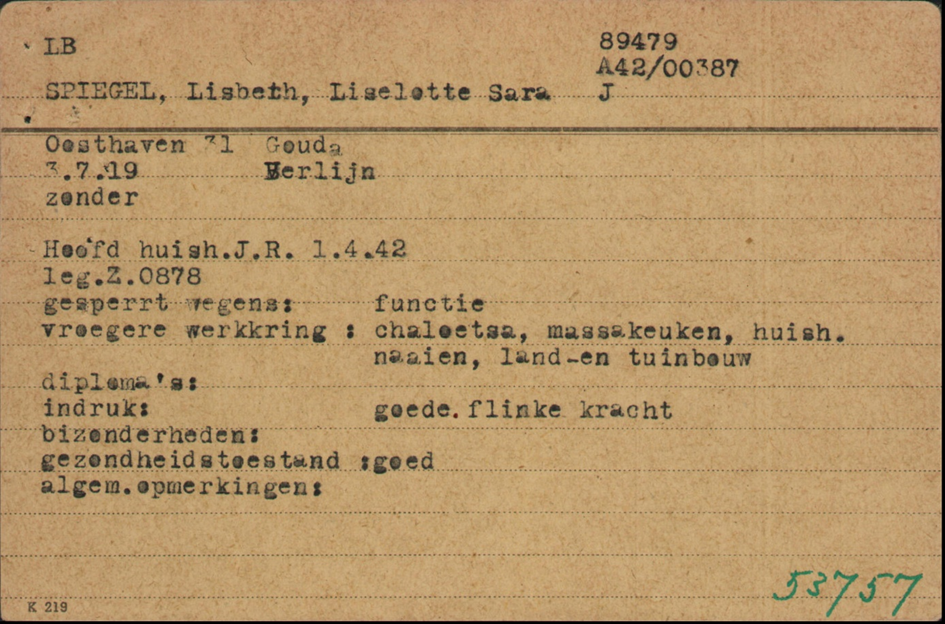 LB 89479
A42/00387
SPIEGEL, Lisbeth, Liselotte Sara J
Oosthaven 31 Gouda
3.7.19 Berlijn
zonder
Hoofd huish.J.R. 1.4.42
leg.Z.0878
gesperrt wegens: functie
vroegere werkkring : chaloetsa, massakeuken, huish.
naaien, land-en tuinbouw
diploma's:
indruk: goede.flinke kracht
bizonderheden:
gezondheidstoestand :goed
algem.opmerkingen:
53757
K 219